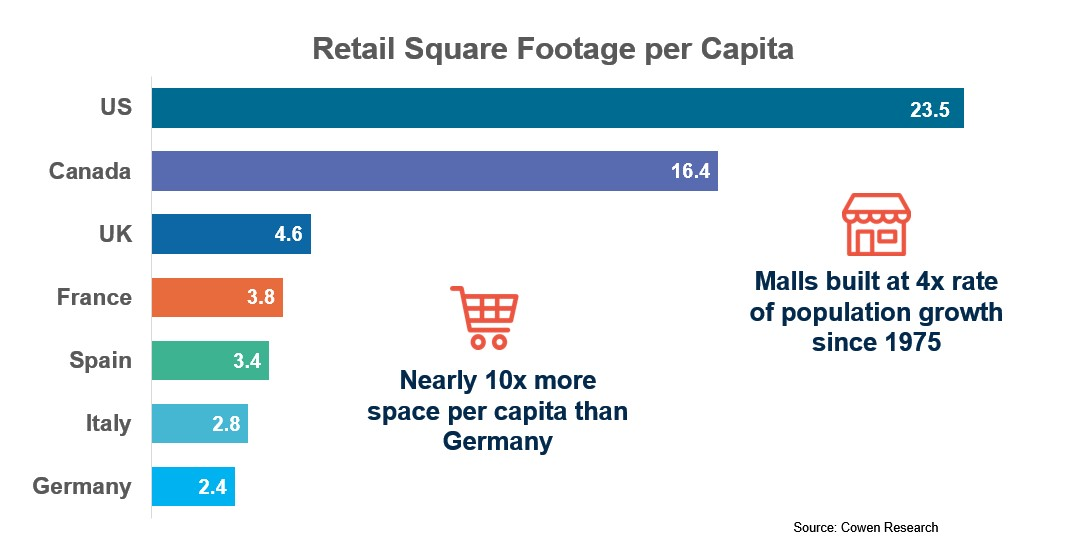 Retail Square Footage per Capita
US
23.5
Canada
16.4
UK
4.6
France
3.8
Spain
3.4
Italy
2.8
Germany
2.4
Nearly 10x more
space per capita than
Germany
Malls built at 4x rate
of population growth
since 1975
Source: Cowen Research